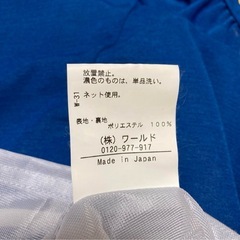 放置禁止。
濃色のものは、単品洗い。
ネット使用。
W-31
表地・裏地
ポリエステル 100%
(株) ワールド
0120-977-917
Made in Japan